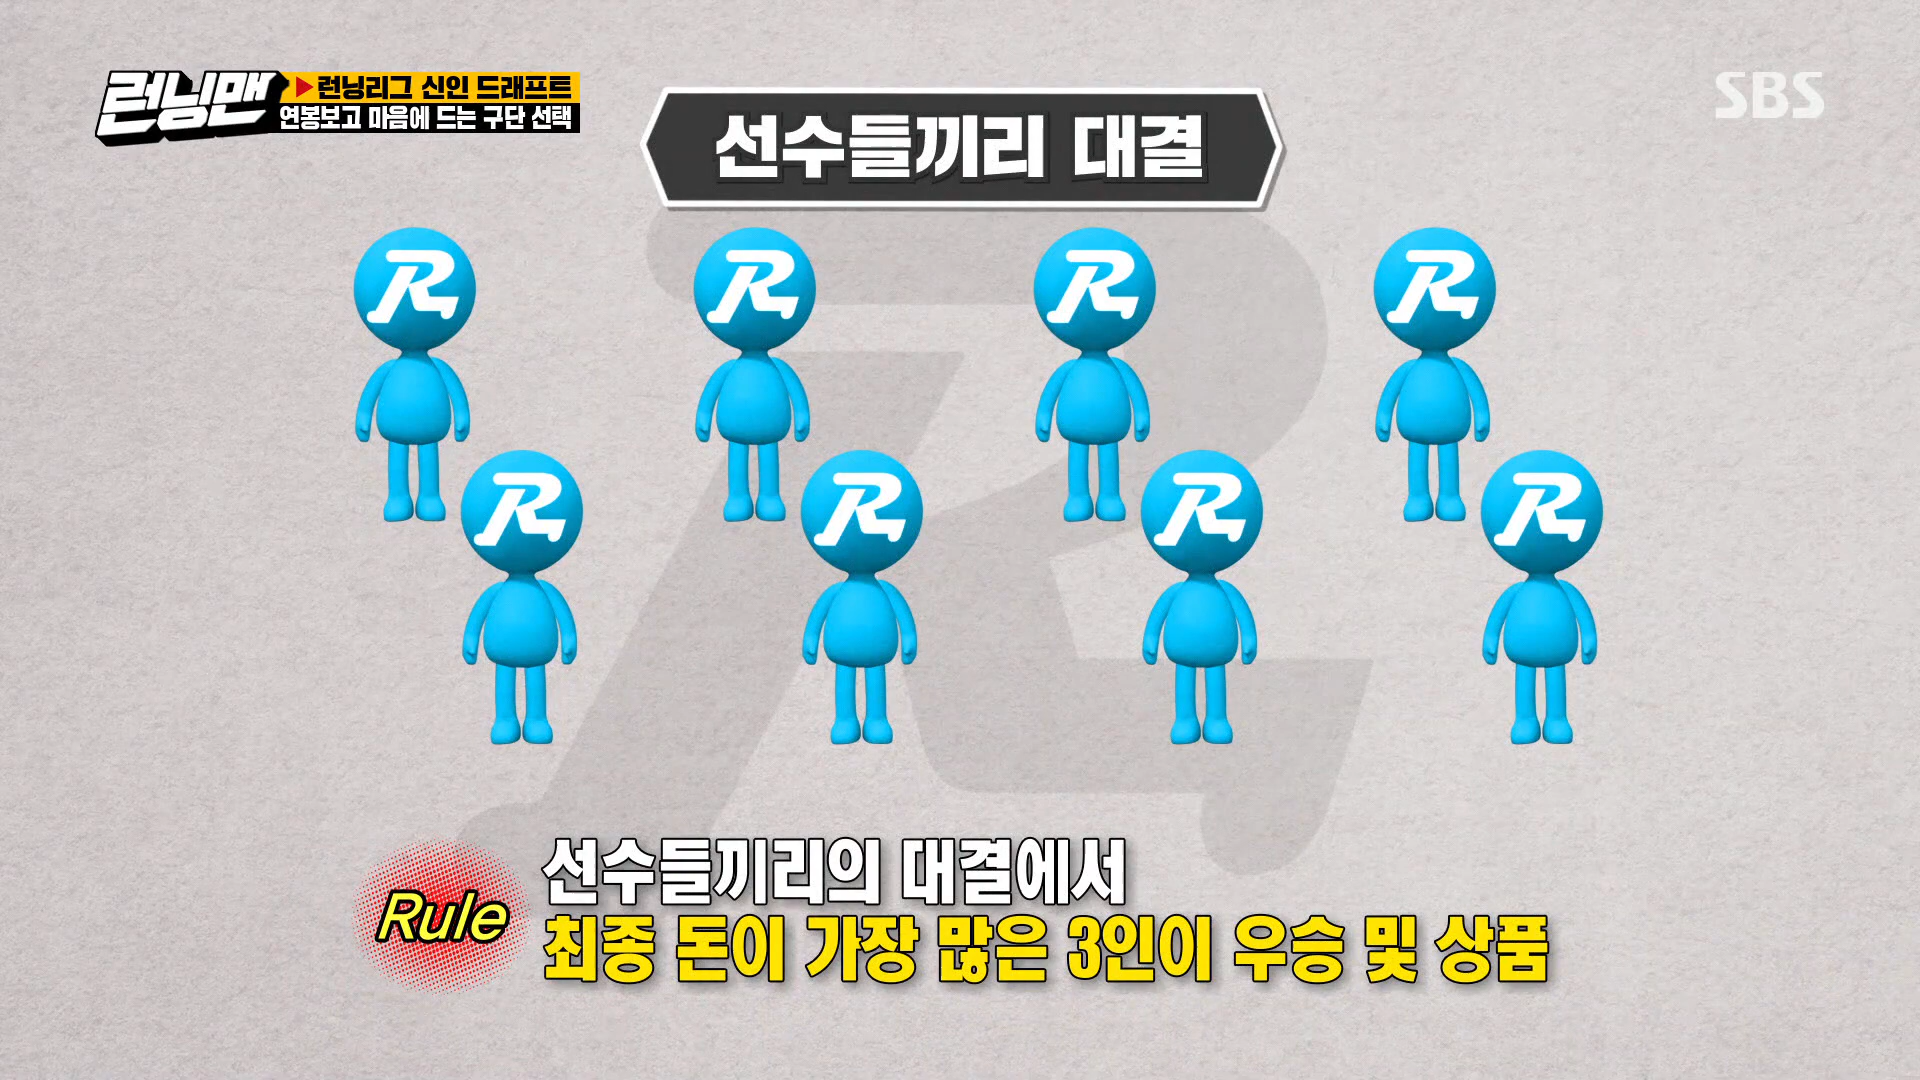 런닝맨
▶런닝리그 신인 드래프트
연봉보고 마음에 드는 구단 선택
SBS
선수들끼리 대결
R
R
R
R
R
R
R
R
Rule
선수들끼리의 대결에서
최종 돈이 가장 많은 3인이 우승 및 상품